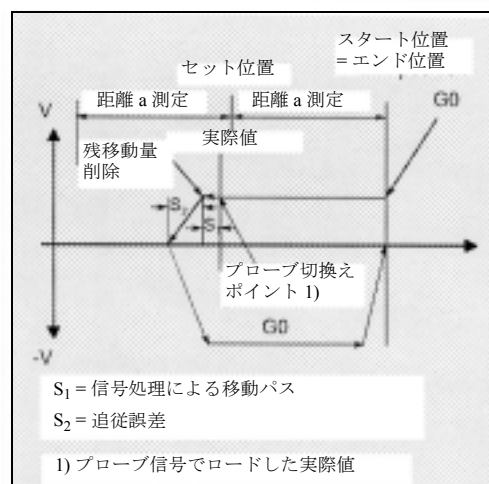 スタート位置
= エンド位置
セット位置
G0
V
距離 a 測定
距離 a 測定
実際値
残移動量
削除
S₂
S
プローブ切換え
ポイント 1)
G0
-V
S₁ = 信号処理による移動パス
S₂ = 追従誤差
1) プローブ信号でロードした実際値